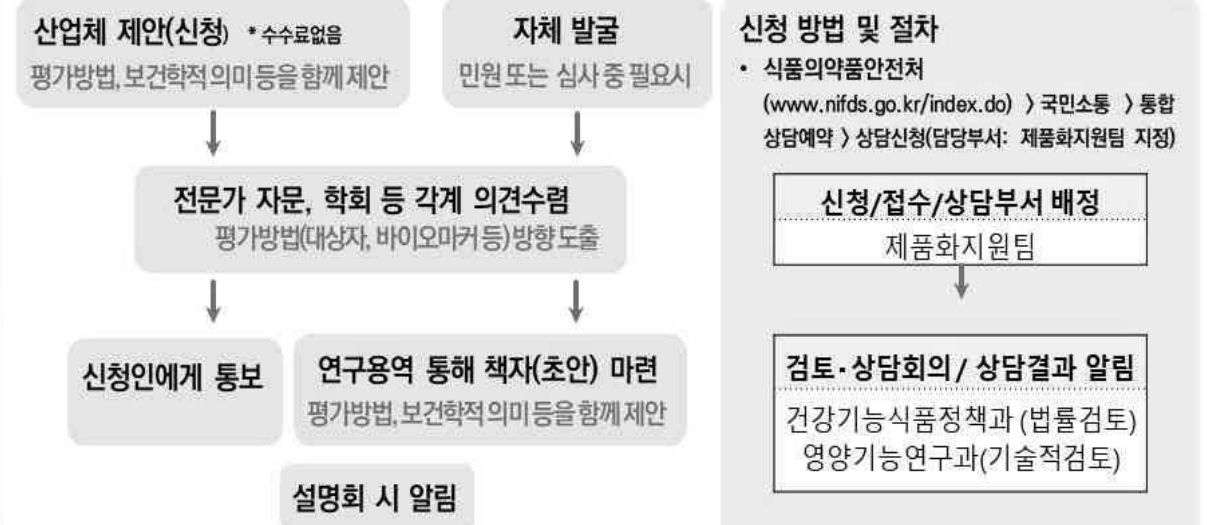 산업체 제안(신청) * 수수료없음
평가방법, 보건학적 의미 등을 함께 제안
자체 발굴
민원 또는 심사 중 필요시
전문가 자문, 학회 등 각계 의견수렴
평가방법(대상자, 바이오마커 등) 방향 도출
신청인에게 통보
연구용역 통해 책자(초안) 마련
평가방법, 보건학적 의미 등을 함께 제안
설명회 시 알림
신청 방법 및 절차
• 식품의약품안전처
(www.nifds.go.kr/index.do) 〉국민소통 〉통합
상담예약 〉상담신청(담당부서: 제품화지원팀 지정)
신청/접수/상담부서 배정
제품화지원팀
검토·상담회의 / 상담결과 알림
건강기능식품정책과 (법률검토)
영양기능연구과(기술적검토)